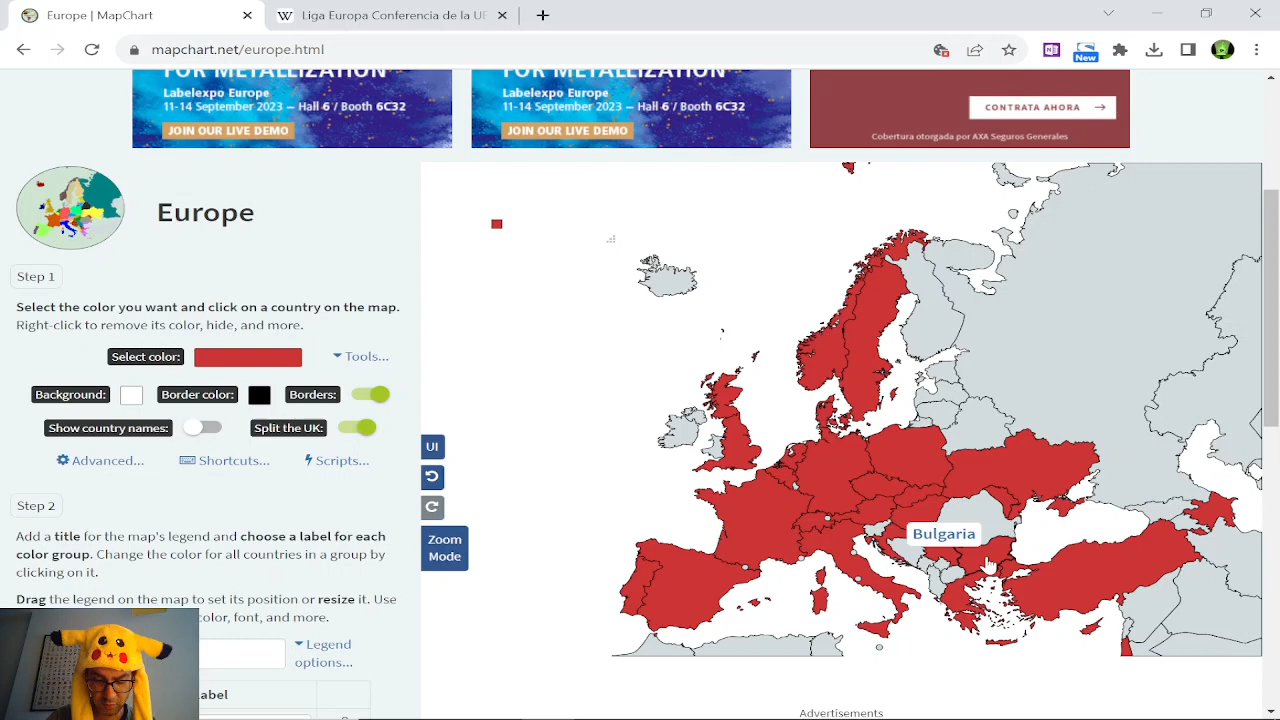 Europe | MapChart
W Liga Europa Conferencia de la UE
mapchart.net/europe.html
New
FOR METALLIZATION
Labelexpo Europe
11-14 September 2023 – Hall 6 / Booth 6C32
JOIN OUR LIVE DEMO
FOR METALLIZATION
Labelexpo Europe
11-14 September 2023 – Hall 6 / Booth 6C32
JOIN OUR LIVE DEMO
CONTRATA AHORA
Cobertura otorgada por AXA Seguros Generales
Europe
Step 1
Select the color you want and click on a country on the map.
Right-click to remove its color, hide, and more.
Select color:
Tools...
Background:
Border color:
Borders:
Show country names:
Split the UK:
Advanced...
Shortcuts...
Scripts...
Step 2
Add a title for the map's legend and choose a label for each
color group. Change the color for all countries in a group by
clicking on it.
Drag the legend on the map to set its position or resize it. Use
color, font, and more.
Legend
options...
Label
UI
Zoom
Mode
Bulgaria
Advertisements